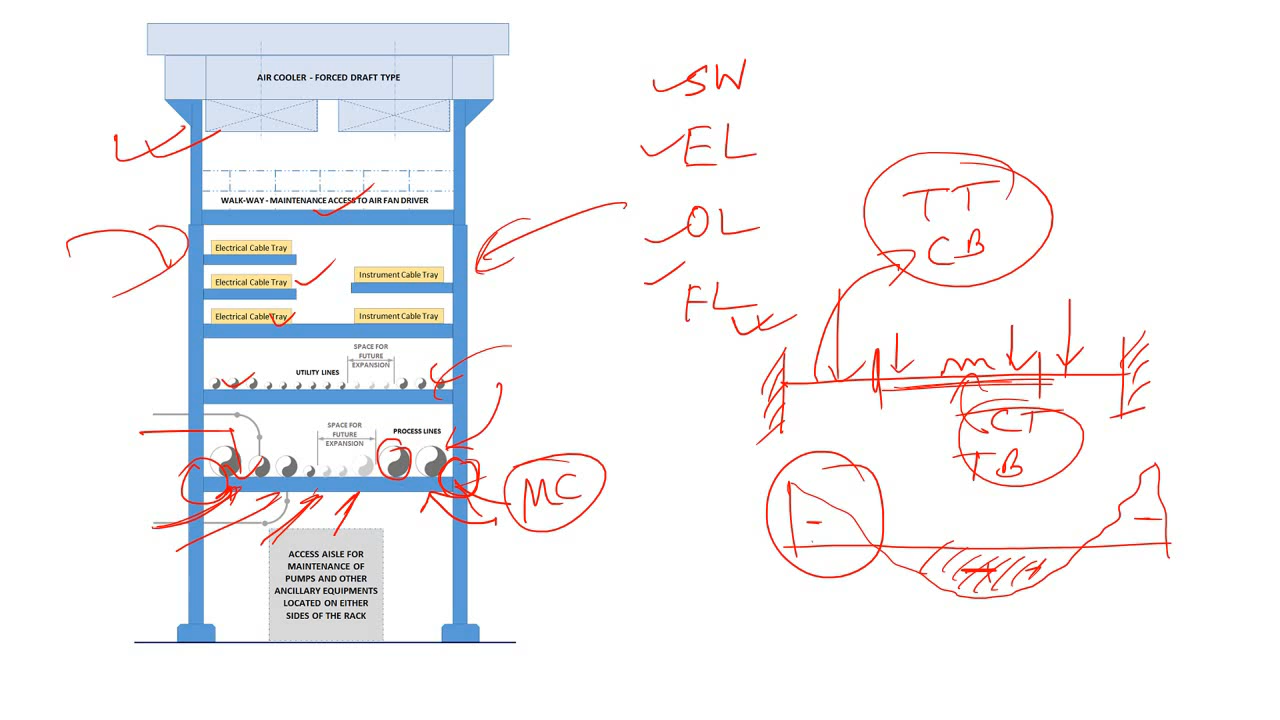 AIR COOLER - FORCED DRAFT TYPE
WALK-WAY - MAINTENANCE ACCESS TO AIR FAN DRIVER
Electrical Cable Tray
Electrical Cable Tray
Instrument Cable Tray
Electrical Cable Tray
Instrument Cable Tray
SPACE FOR
FUTURE
EXPANSION
UTILITY LINES
SPACE FOR
FUTURE
EXPANSION
PROCESS LINES
MC
ACCESS AISLE FOR
MAINTENANCE OF
PUMPS AND OTHER
ANCILLARY EQUIPMENTS
LOCATED ON EITHER
SIDES OF THE RACK
SW
EL
OL
FL
TT
CB
m
CT
TB